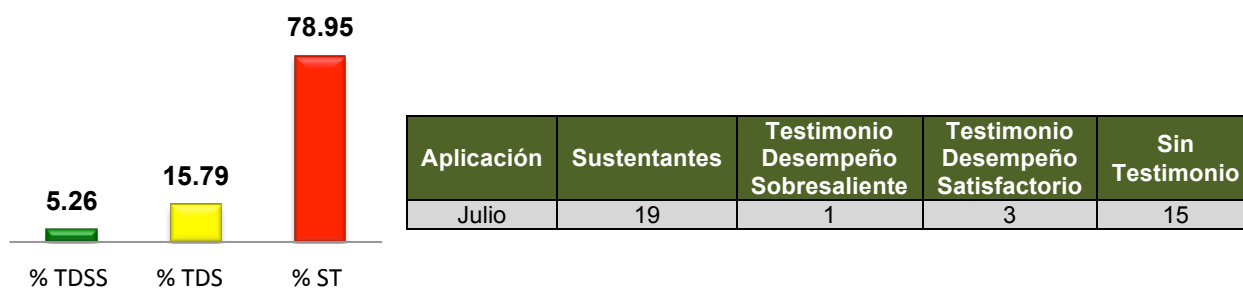 78.95
15.79
5.26
% TDSS % TDS % ST
Aplicación Sustentantes Testimonio Desempeño Sobresaliente Testimonio Desempeño Satisfactorio Sin Testimonio
Julio 19 1 3 15